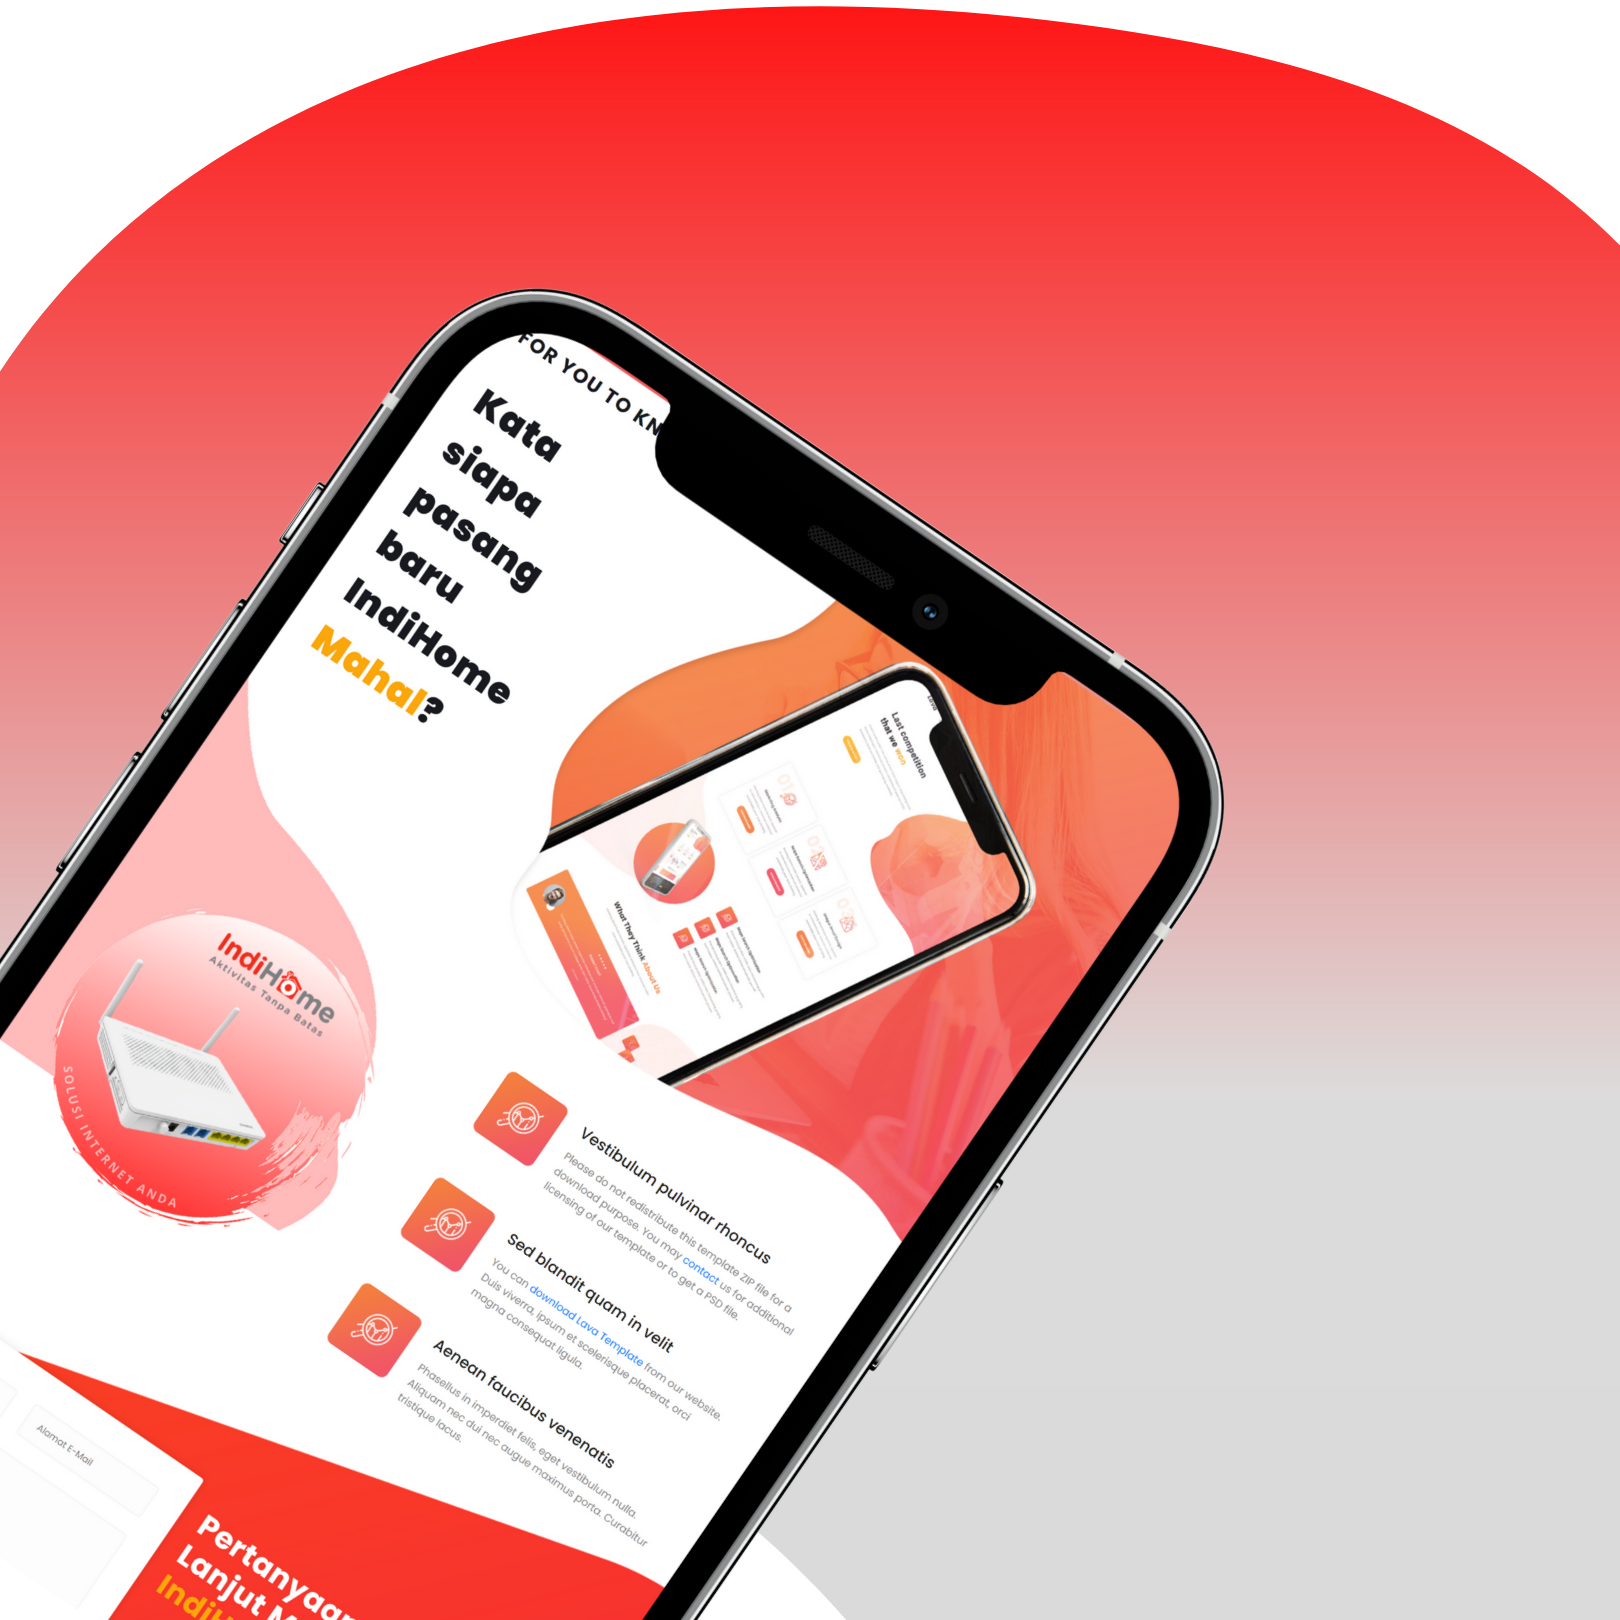 FOR YOU TO KN
Kata
siapa
pasang
baru
IndiHome
Mahal?
Last competition
that we won
What They Think About Us
IndiHome
Aktivitas Tanpa Batas
SOLUSI INTERNET ANDA
Vestibulum pulvinar rhoncus
Please do not redistribute this template ZIP file for a
download purpose. You may contact us for additional
licensing of our template or to get a PSD file.
Sed blandit quam in velit
You can download Lava Template from our website.
Duis viverra, ipsum et scelerisque placerat, orci
magna consequat ligula.
Aenean faucibus venenatis
Phasellus in imperdiet felis, eget vestibulum nulla.
Aliquam nec dui nec augue maximus porta. Curabitur
tristique lacus.
Alamat E-Mail
Pertanyaan
Lanjut M